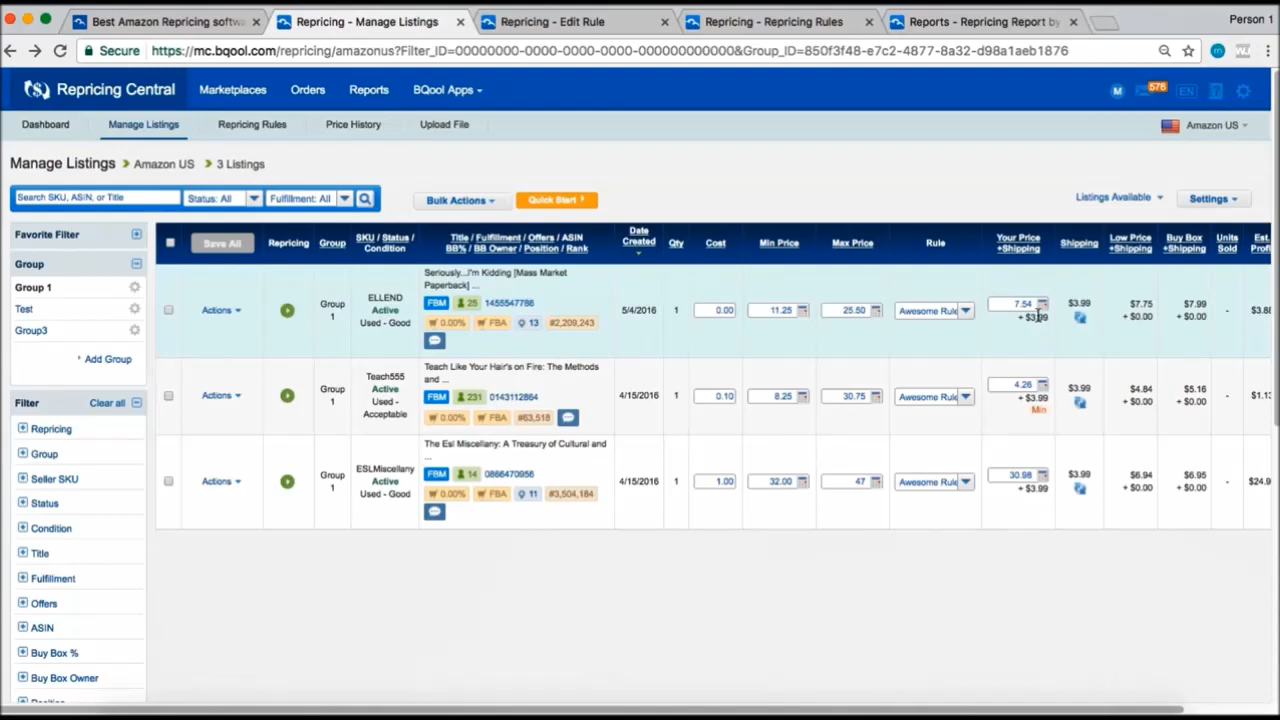 Best Amazon Repricing softw
Repricing - Manage Listings
Repricing - Edit Rule
Repricing - Repricing Rules
Reports - Repricing Report by
Person 1
Secure
https://mc.bqool.com/repricing/amazonus?Filter_ID=00000000-0000-0000-0000-000000000000&Group_ID=850f3f48-e7c2-4877-8a32-d98a1aeb1876
Repricing Central
Marketplaces
Orders
Reports
BQool Apps
M
576
EN
Dashboard
Manage Listings
Repricing Rules
Price History
Upload File
Amazon US
Manage Listings
Amazon US
3 Listings
Search SKU, ASIN, or Title
Status: All
Fulfillment: All
Bulk Actions
Quick Start
Listings Available
Settings
Favorite Filter
Group
Group 1
Test
Group3
Add Group
Filter
Clear all
Repricing
Group
Seller SKU
Status
Condition
Title
Fulfillment
Offers
ASIN
Buy Box %
Buy Box Owner
Position
Save All
Repricing
Group
SKU / Status /
Condition
Title / Fulfillment / Offers / ASIN
BB% / BB Owner / Position / Rank
Date
Created
Qty
Cost
Min Price
Max Price
Rule
Your Price
+Shipping
Shipping
Low Price
+Shipping
Buy Box
+Shipping
Units
Sold
Est.
Profi
Actions
Group
1
ELLEND
Active
Used - Good
Seriously...I'm Kidding [Mass Market
Paperback] ...
FBM
25
1455547786
0.00%
FBA
13
#2,209,243
5/4/2016
1
0.00
11.25
25.50
Awesome Rule
7.54
+ $3.99
$3.99
$7.75
+ $0.00
$7.99
+ $0.00
-
$3.88
Actions
Group
1
Teach555
Active
Used -
Acceptable
Teach Like Your Hair's on Fire: The Methods
and ...
FBM
231
0143112864
0.00%
FBA
#63,518
4/15/2016
1
0.10
8.25
30.75
Awesome Rule
4.26
+ $3.99
Min
$3.99
$4.84
+ $0.00
$5.16
+ $0.00
-
$1.13
Actions
Group
1
ESLMiscellany
Active
Used - Good
The Esl Miscellany: A Treasury of Cultural and
...
FBM
14
0866470956
0.00%
FBA
11
#3,504,184
4/15/2016
1
1.00
32.00
47
Awesome Rule
30.98
+ $3.99
$3.99
$6.94
+ $0.00
$6.95
+ $0.00
-
$24.9